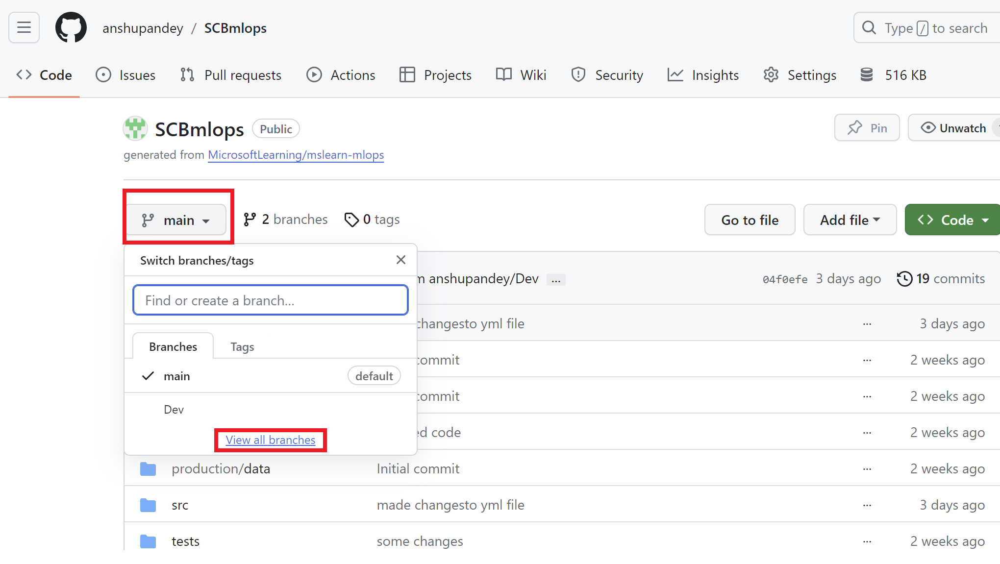 anshupandey / SCBmlops
Type / to search
Code Issues Pull requests Actions Projects Wiki Security Insights Settings 516 KB
SCBmlops Public
Pin Unwatch
generated from MicrosoftLearning/mslearn-mlops
main 2 branches 0 tags
Go to file Add file Code
Switch branches/tags
anshupandey/Dev ... 04f0efe 3 days ago 19 commits
Find or create a branch...
changesto yml file ... 3 days ago
Branches Tags
commit ... 2 weeks ago
main default
commit ... 2 weeks ago
Dev
code ... 2 weeks ago
View all branches
production/data Initial commit ... 2 weeks ago
src made changesto yml file ... 3 days ago
tests some changes ... 2 weeks ago